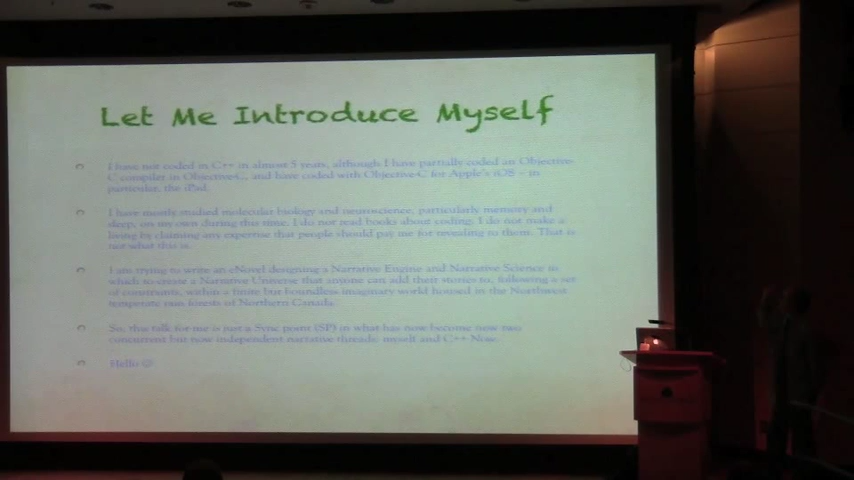 Let Me Introduce Myself
I have not coded in C++ in almost 5 years, although I have partially coded an Objective-
C compiler in Objective-C, and have coded with Objective-C for Apple's iOS – in
particular, the iPad.
I have mostly studied molecular biology and neuroscience, particularly memory and
sleep, on my own during this time. I do not read books about coding. I do not make a
living by claiming any expertise that people should pay me for revealing to them. That is
not what this is.
I am trying to write an eNovel designing a Narrative Engine and Narrative Science in
which to create a Narrative Universe that anyone can add their stories to, following a set
of constraints, within a finite but boundless imaginary world housed in the Northwest
temperate rain forests of Northern Canada.
So, this talk for me is just a Sync point (SP) in what has now become now two
concurrent but now independent narrative threads: myself and C++ Now.
Hello ☺